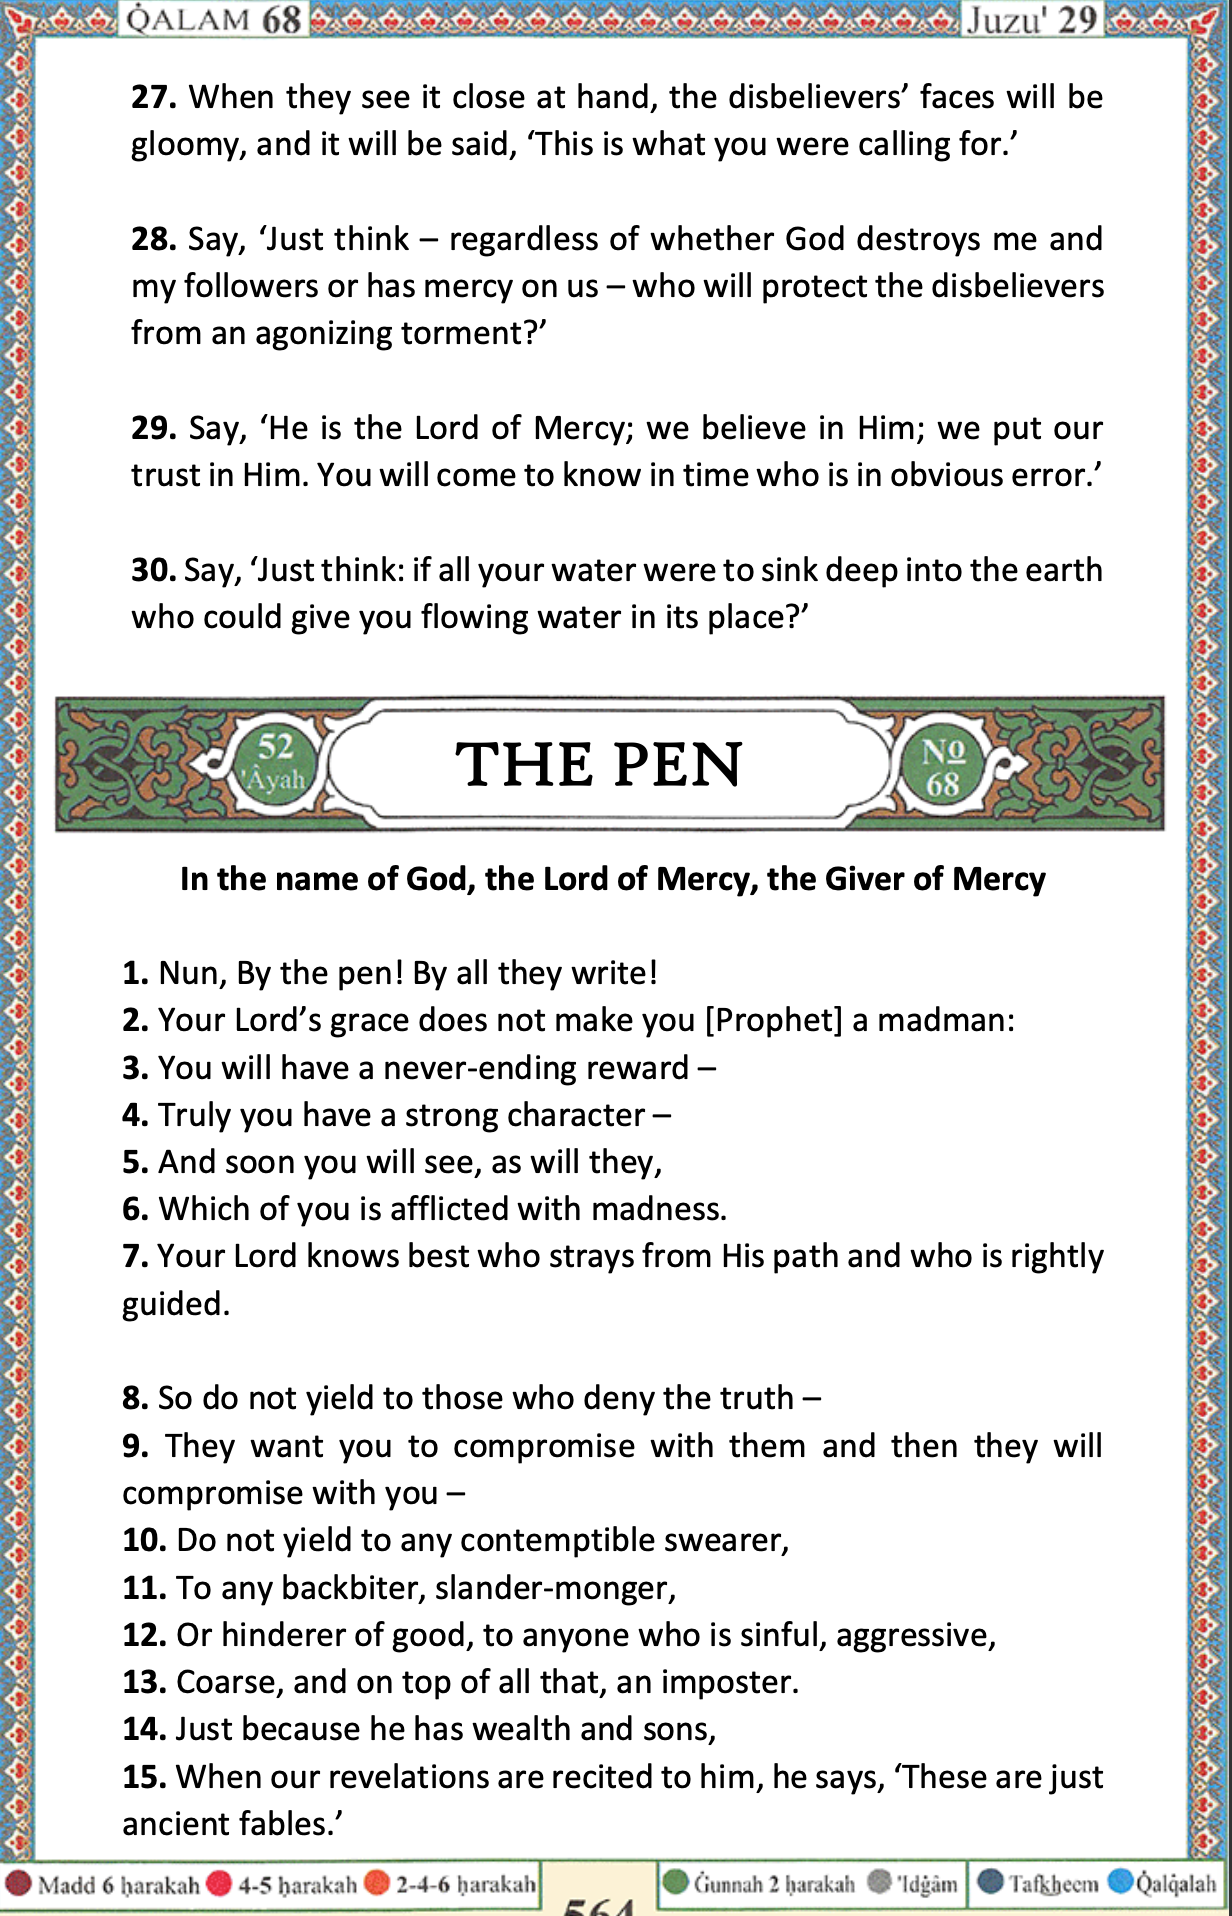 QALAM 68
Juzu' 29
27. When they see it close at hand, the disbelievers’ faces will be
gloomy, and it will be said, ‘This is what you were calling for.’
28. Say, ‘Just think – regardless of whether God destroys me and
my followers or has mercy on us – who will protect the disbelievers
from an agonizing torment?’
29. Say, ‘He is the Lord of Mercy; we believe in Him; we put our
trust in Him. You will come to know in time who is in obvious error.’
30. Say, ‘Just think: if all your water were to sink deep into the earth
who could give you flowing water in its place?’
52
'Âyah
THE PEN
No
68
In the name of God, the Lord of Mercy, the Giver of Mercy
1. Nun, By the pen! By all they write!
2. Your Lord’s grace does not make you [Prophet] a madman:
3. You will have a never-ending reward –
4. Truly you have a strong character –
5. And soon you will see, as will they,
6. Which of you is afflicted with madness.
7. Your Lord knows best who strays from His path and who is rightly
guided.
8. So do not yield to those who deny the truth –
9. They want you to compromise with them and then they will
compromise with you –
10. Do not yield to any contemptible swearer,
11. To any backbiter, slander-monger,
12. Or hinderer of good, to anyone who is sinful, aggressive,
13. Coarse, and on top of all that, an imposter.
14. Just because he has wealth and sons,
15. When our revelations are recited to him, he says, ‘These are just
ancient fables.’
Madd 6 ḥarakah 4-5 ḥarakah 2-4-6 ḥarakah
564
Ġunnah 2 ḥarakah 'Idġâm Tafk͟heem Q̇alq̇alah